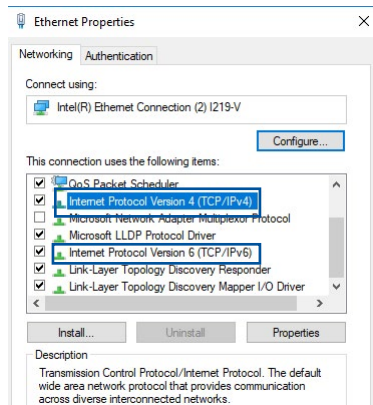 Ethernet Properties
Networking Authentication
Connect using:
Intel(R) Ethernet Connection (2) I219-V
Configure...
This connection uses the following items:
QoS Packet Scheduler
Internet Protocol Version 4 (TCP/IPv4)
Microsoft Network Adapter Multiplexor Protocol
Microsoft LLDP Protocol Driver
Internet Protocol Version 6 (TCP/IPv6)
Link-Layer Topology Discovery Responder
Link-Layer Topology Discovery Mapper I/O Driver
Install... Uninstall Properties
Description
Transmission Control Protocol/Internet Protocol. The default
wide area network protocol that provides communication
across diverse interconnected networks.